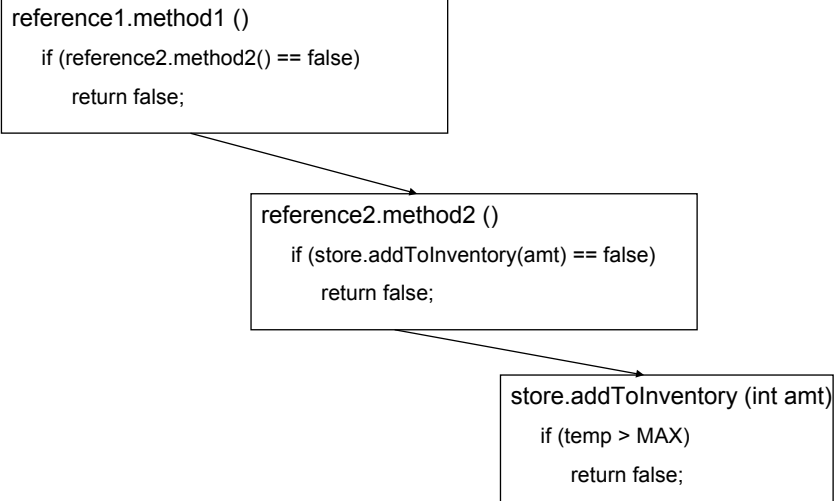 reference1.method1 ()
if (reference2.method2() == false)
return false;
reference2.method2 ()
if (store.addToInventory(amt) == false)
return false;
store.addToInventory (int amt)
if (temp > MAX)
return false;